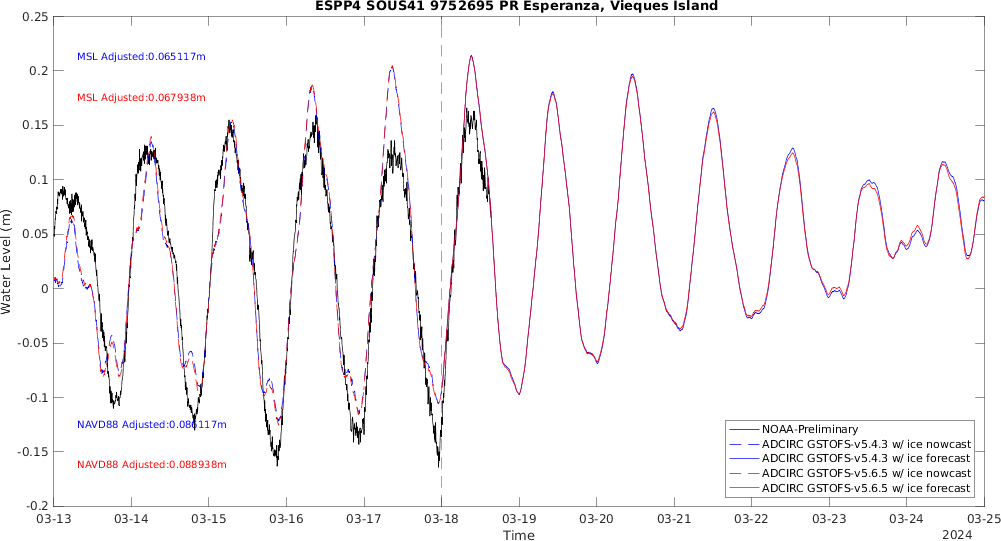 ESPP4 SOUS41 9752695 PR Esperanza, Vieques Island
0.25
0.2
0.15
0.1
0.05
0
-0.05
-0.1
-0.15
-0.2
Water Level (m)
MSL Adjusted:0.065117m
MSL Adjusted:0.067938m
NAVD88 Adjusted:0.086117m
NAVD88 Adjusted:0.088938m
NOAA-Preliminary
ADCIRC GSTOFS-v5.4.3 w/ ice nowcast
ADCIRC GSTOFS-v5.4.3 w/ ice forecast
ADCIRC GSTOFS-v5.6.5 w/ ice nowcast
ADCIRC GSTOFS-v5.6.5 w/ ice forecast
03-13 03-14 03-15 03-16 03-17 03-18 03-19 03-20 03-21 03-22 03-23 03-24 03-25
Time
2024